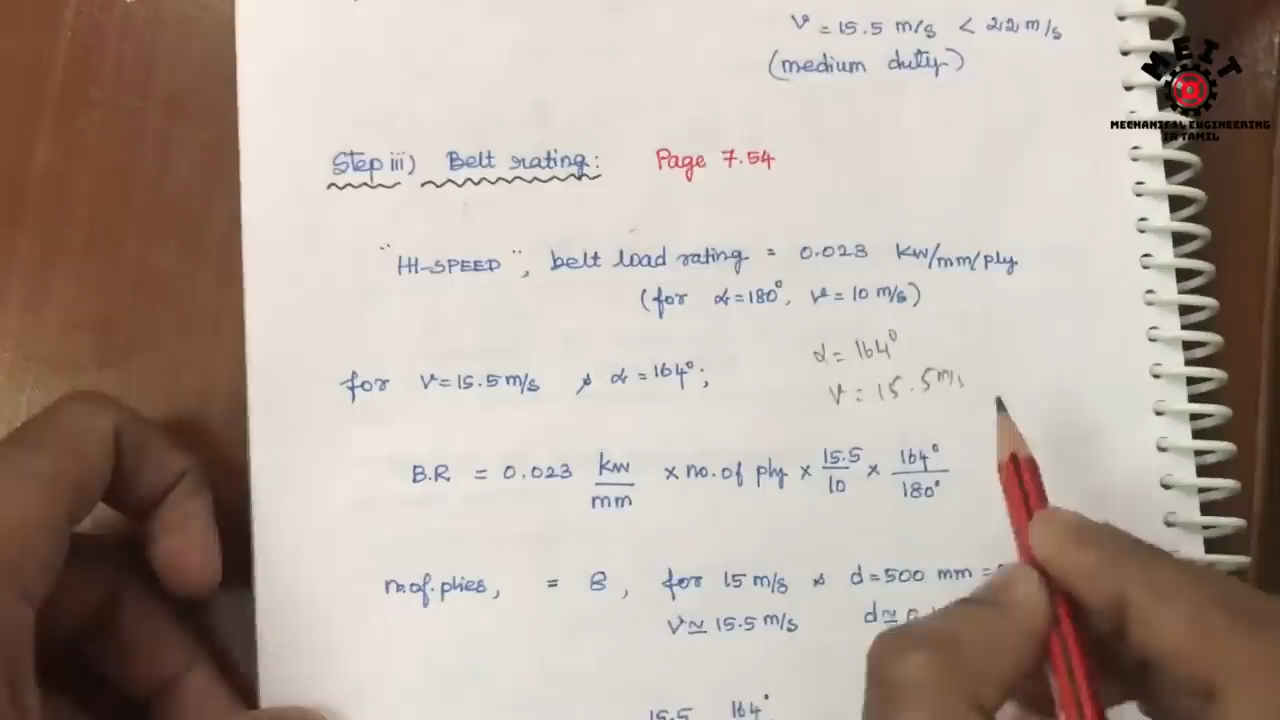 v = 15.5 m/s < 22 m/s
(medium duty)
MEIT
MECHANICAL ENGINEERING
IN TAMIL
Step iii) Belt rating: Page 7.54
"HI-SPEED", belt load rating = 0.023 kW/mm/ply
(for α=180°, v=10 m/s)
α = 164°
for v=15.5 m/s & α=164°;
v = 15.5 m/s
B.R = 0.023 kW/mm × no. of ply × 15.5/10 × 164°/180°
no.of.plies, = 8, for 15 m/s & d=500 mm =
v ≃ 15.5 m/s d ≃
15.5 164°